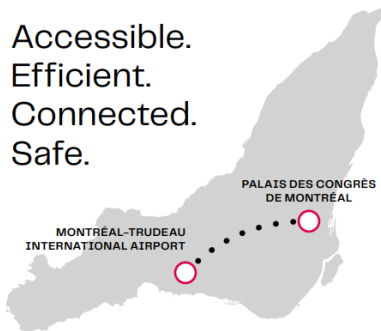 Accessible.
Efficient.
Connected.
Safe.
PALAIS DES CONGRÈS
DE MONTRÉAL
MONTRÉAL-TRUDEAU
INTERNATIONAL AIRPORT